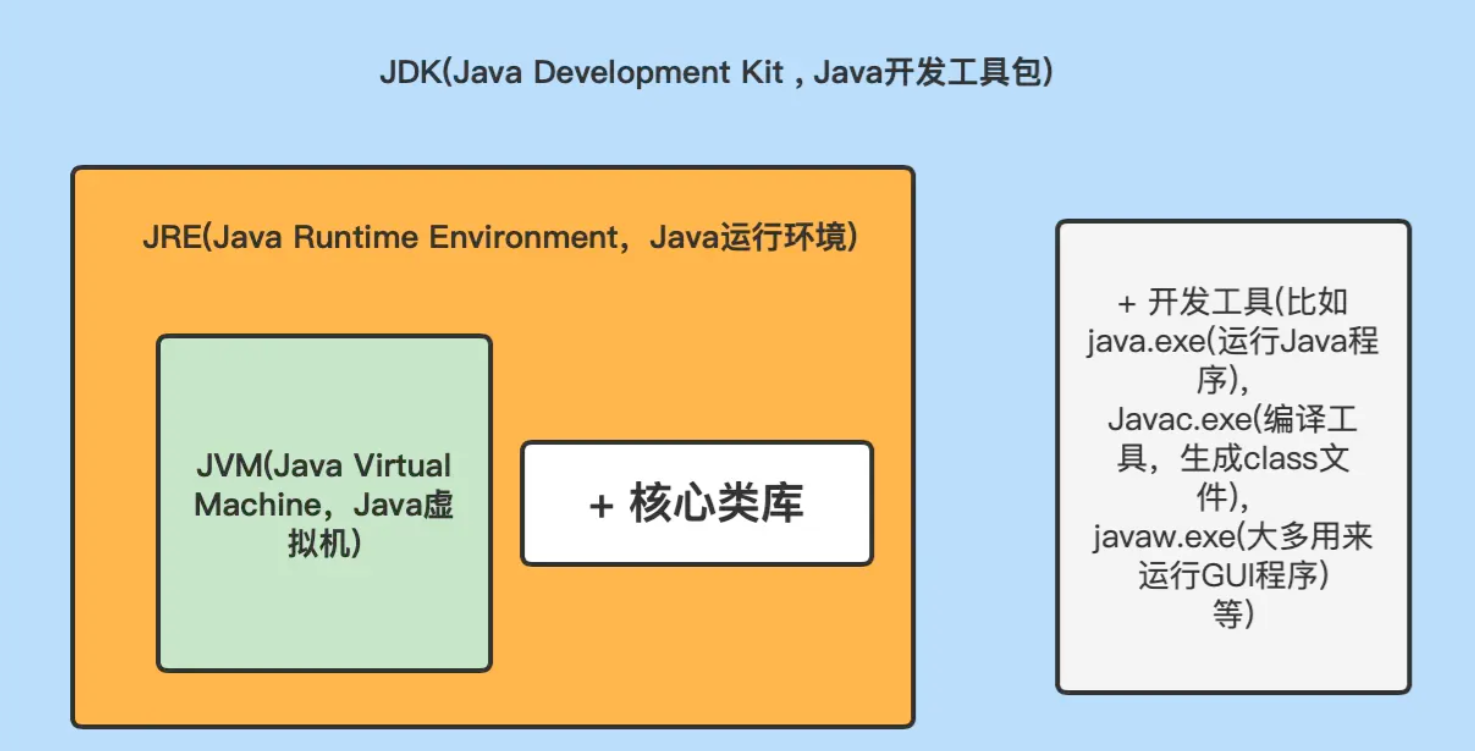 JDK(Java Development Kit , Java开发工具包)
JRE(Java Runtime Environment，Java运行环境)
JVM(Java Virtual
Machine，Java虚
拟机)
+ 核心类库
+ 开发工具(比如
java.exe(运行Java程
序),
Javac.exe(编译工
具，生成class文
件),
javaw.exe(大多用来
运行GUI程序)
等)